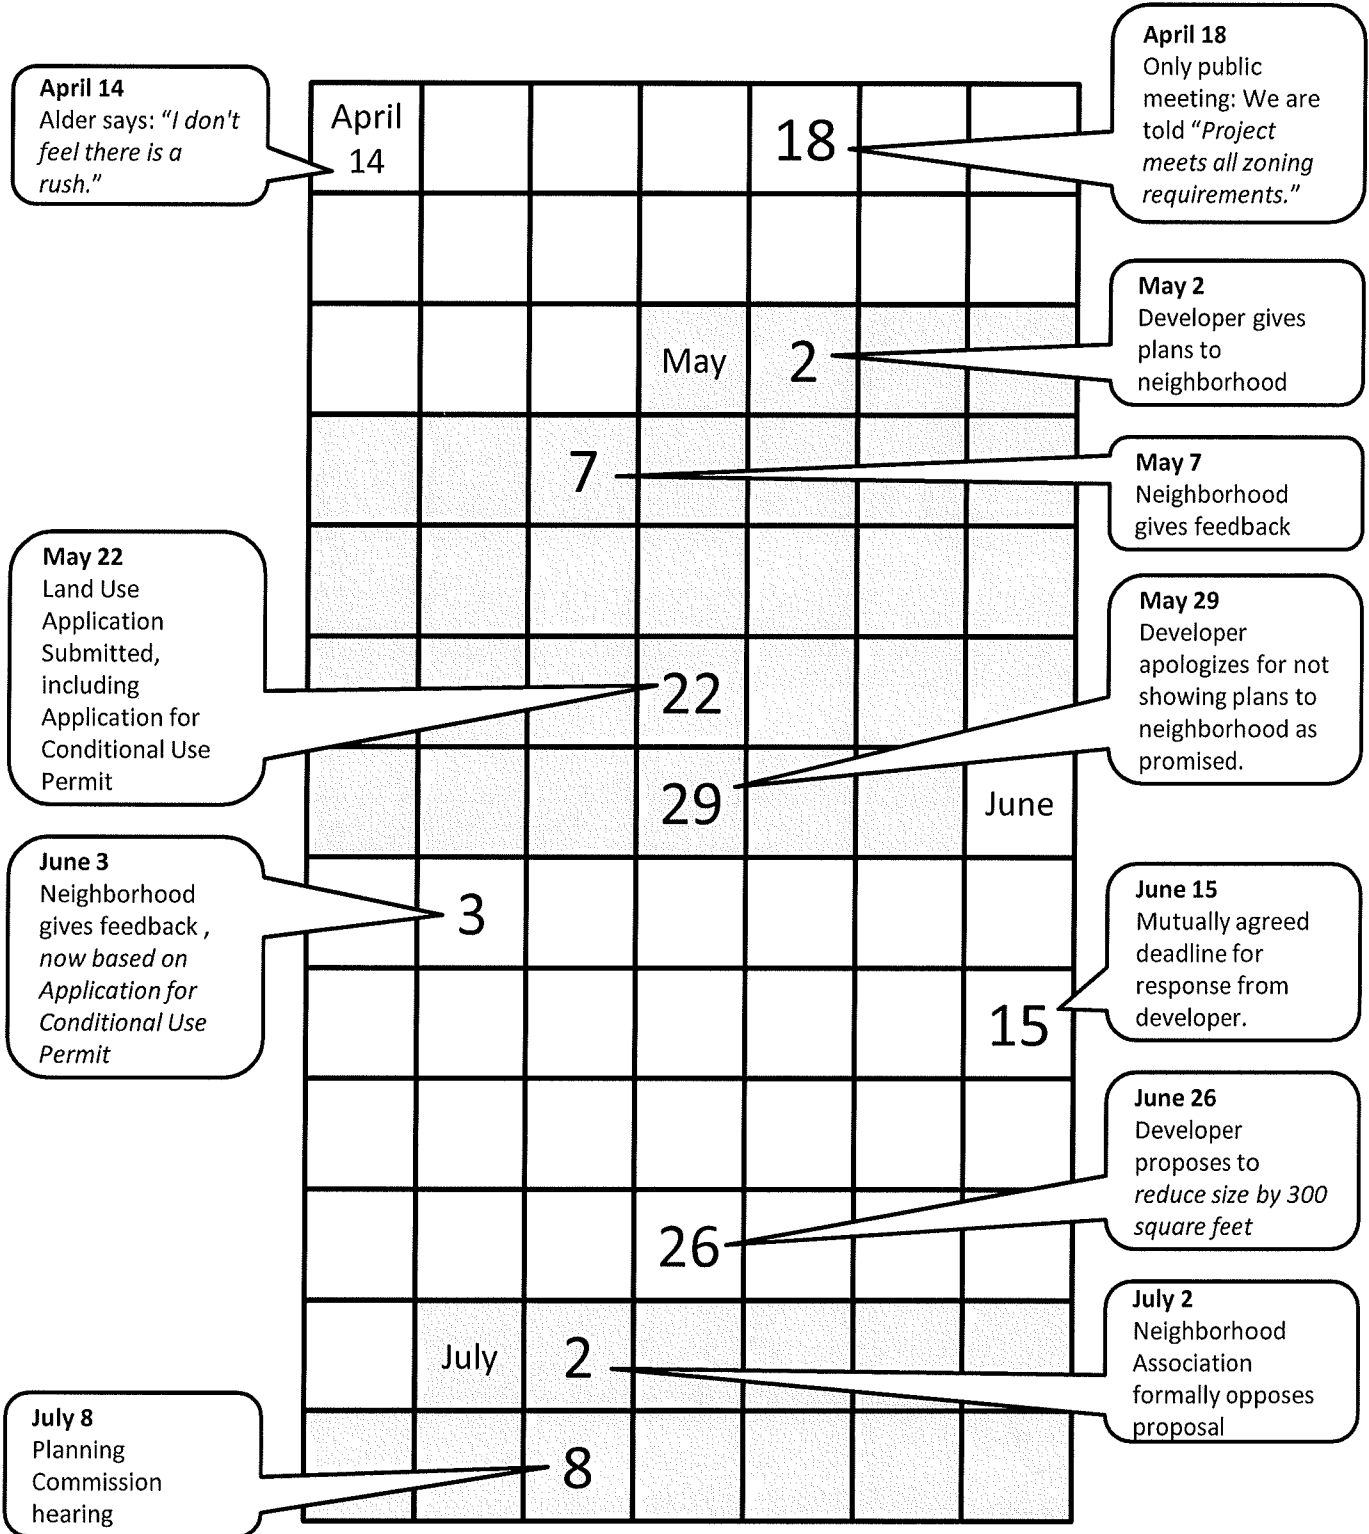 April 14
Alder says: “I don't
feel there is a
rush.”
April
14
18
April 18
Only public
meeting: We are
told “Project
meets all zoning
requirements.”
May
2
May 2
Developer gives
plans to
neighborhood
7
May 7
Neighborhood
gives feedback
May 22
Land Use
Application
Submitted,
including
Application for
Conditional Use
Permit
22
May 29
Developer
apologizes for not
showing plans to
neighborhood as
promised.
29
June
June 3
Neighborhood
gives feedback ,
now based on
Application for
Conditional Use
Permit
3
June 15
Mutually agreed
deadline for
response from
developer.
15
June 26
Developer
proposes to
reduce size by 300
square feet
26
July
2
July 2
Neighborhood
Association
formally opposes
proposal
July 8
Planning
Commission
hearing
8